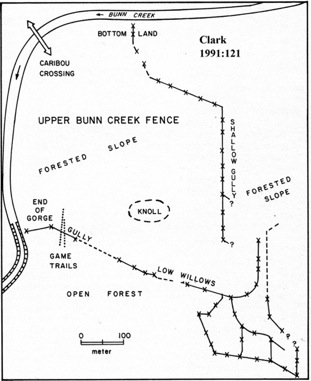 BUNN CREEK
BOTTOM LAND
Clark
1991:121
CARIBOU
CROSSING
UPPER BUNN CREEK FENCE
SHALLOW GULLY
FORESTED SLOPE
FORESTED
SLOPE
?
END
OF
GORGE
KNOLL
GULLY
?
GAME
TRAILS
LOW WILLOWS
OPEN FOREST
0 100
meter
?
?